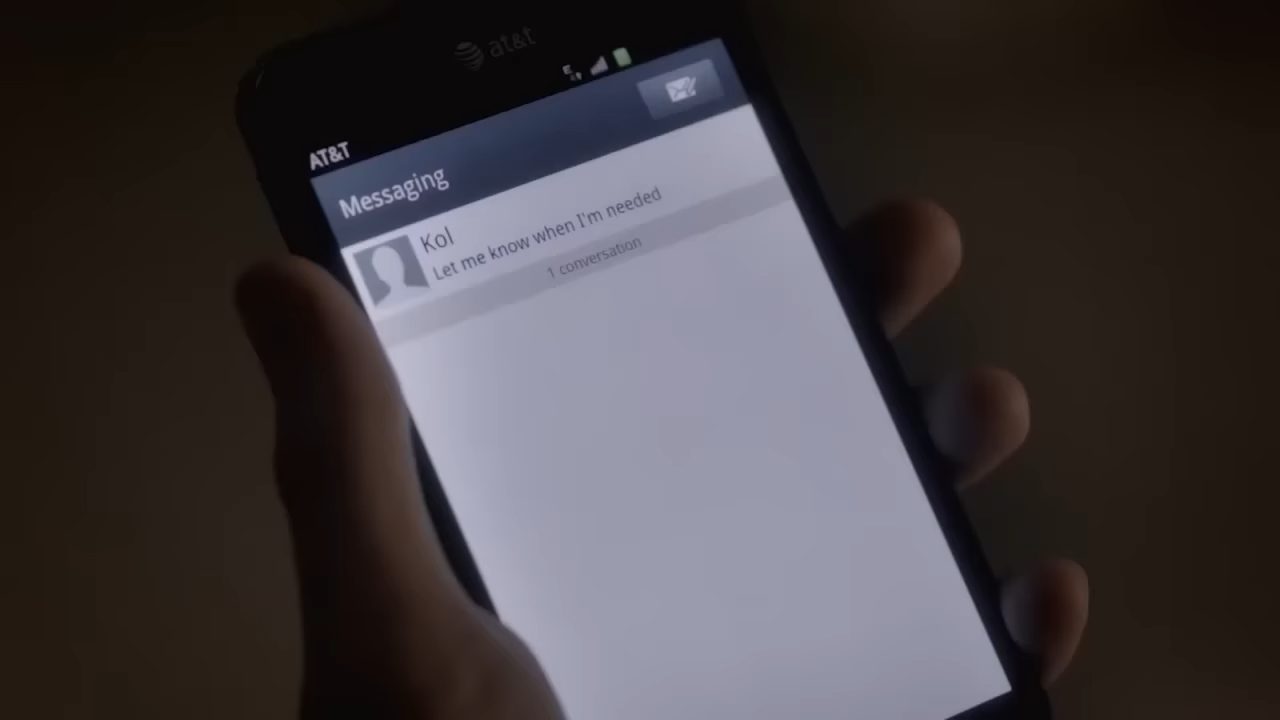 at&t
AT&T
Messaging
Kol
Let me know when I'm needed
1 conversation